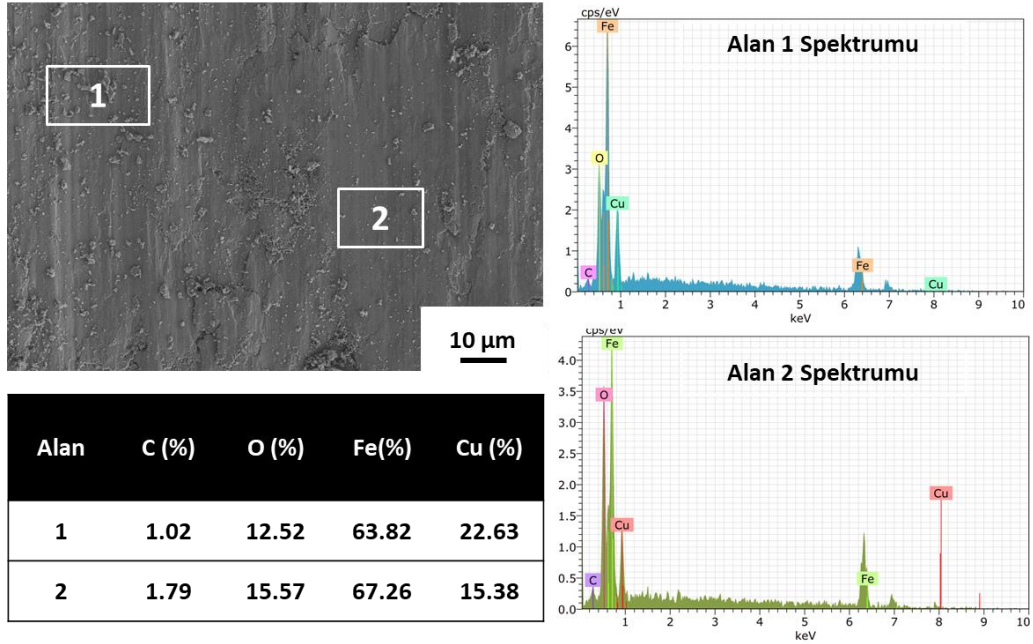 1
2
10 µm
Alan C (%) O (%) Fe(%) Cu (%)
1 1.02 12.52 63.82 22.63
2 1.79 15.57 67.26 15.38
cps/eV
Alan 1 Spektrumu
Fe
O
Cu
C
Fe
Cu
6
5
4
3
2
1
0
0 1 2 3 4 5 6 7 8 9 10
keV
cps/eV
Alan 2 Spektrumu
Fe
O
Cu
Cu
C
Fe
4.0
3.5
3.0
2.5
2.0
1.5
1.0
0.5
0.0
1 2 3 4 5 6 7 8 9 10
keV